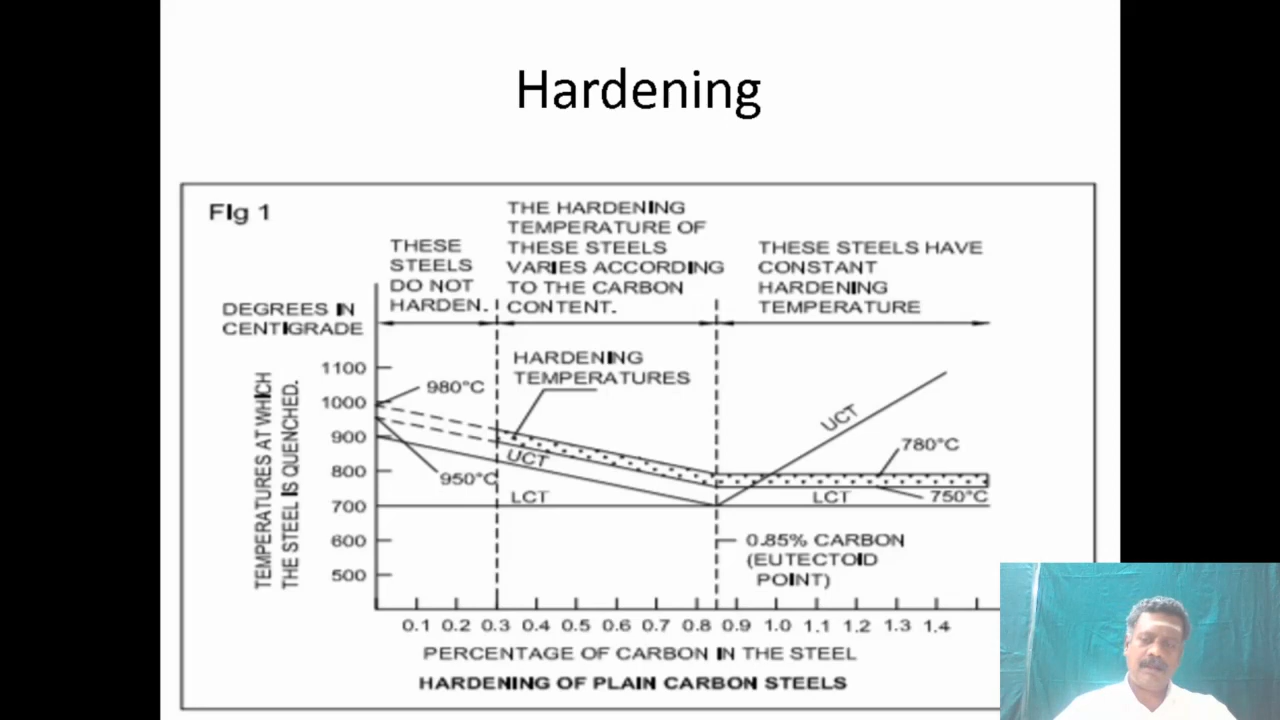 Hardening
FIg 1
THESE
STEELS
DO NOT
HARDEN.
THE HARDENING
TEMPERATURE OF
THESE STEELS
VARIES ACCORDING
TO THE CARBON
CONTENT.
THESE STEELS HAVE
CONSTANT
HARDENING
TEMPERATURE
DEGREES IN
CENTIGRADE
TEMPERATURES AT WHICH
THE STEEL IS QUENCHED.
1100
1000
900
800
700
600
500
980°C
950°C
HARDENING
TEMPERATURES
UCT
LCT
UCT
780°C
LCT
750°C
0.85% CARBON
(EUTECTOID
POINT)
0.1 0.2 0.3 0.4 0.5 0.6 0.7 0.8 0.9 1.0 1.1 1.2 1.3 1.4
PERCENTAGE OF CARBON IN THE STEEL
HARDENING OF PLAIN CARBON STEELS